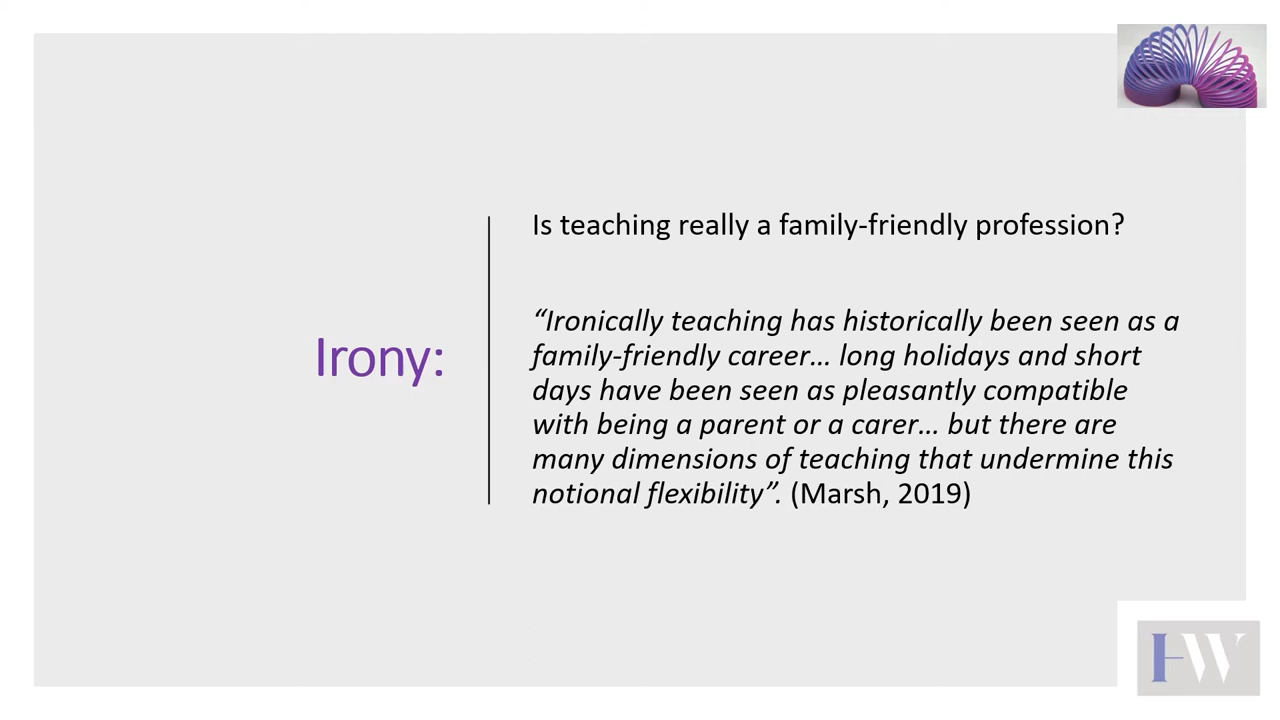 Is teaching really a family-friendly profession?
Irony:
“Ironically teaching has historically been seen as a
family-friendly career… long holidays and short
days have been seen as pleasantly compatible
with being a parent or a carer… but there are
many dimensions of teaching that undermine this
notional flexibility”. (Marsh, 2019)
HW